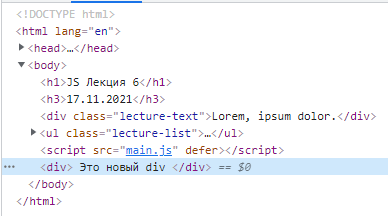 <!DOCTYPE html>
<html lang="en">
<head>…</head>
<body>
<h1>JS Лекция 6</h1>
<h3>17.11.2021</h3>
<div class="lecture-text">Lorem, ipsum dolor.</div>
<ul class="lecture-list">…</ul>
<script src="main.js" defer></script>
… <div> Это новый div </div> == $0
</body>
</html>